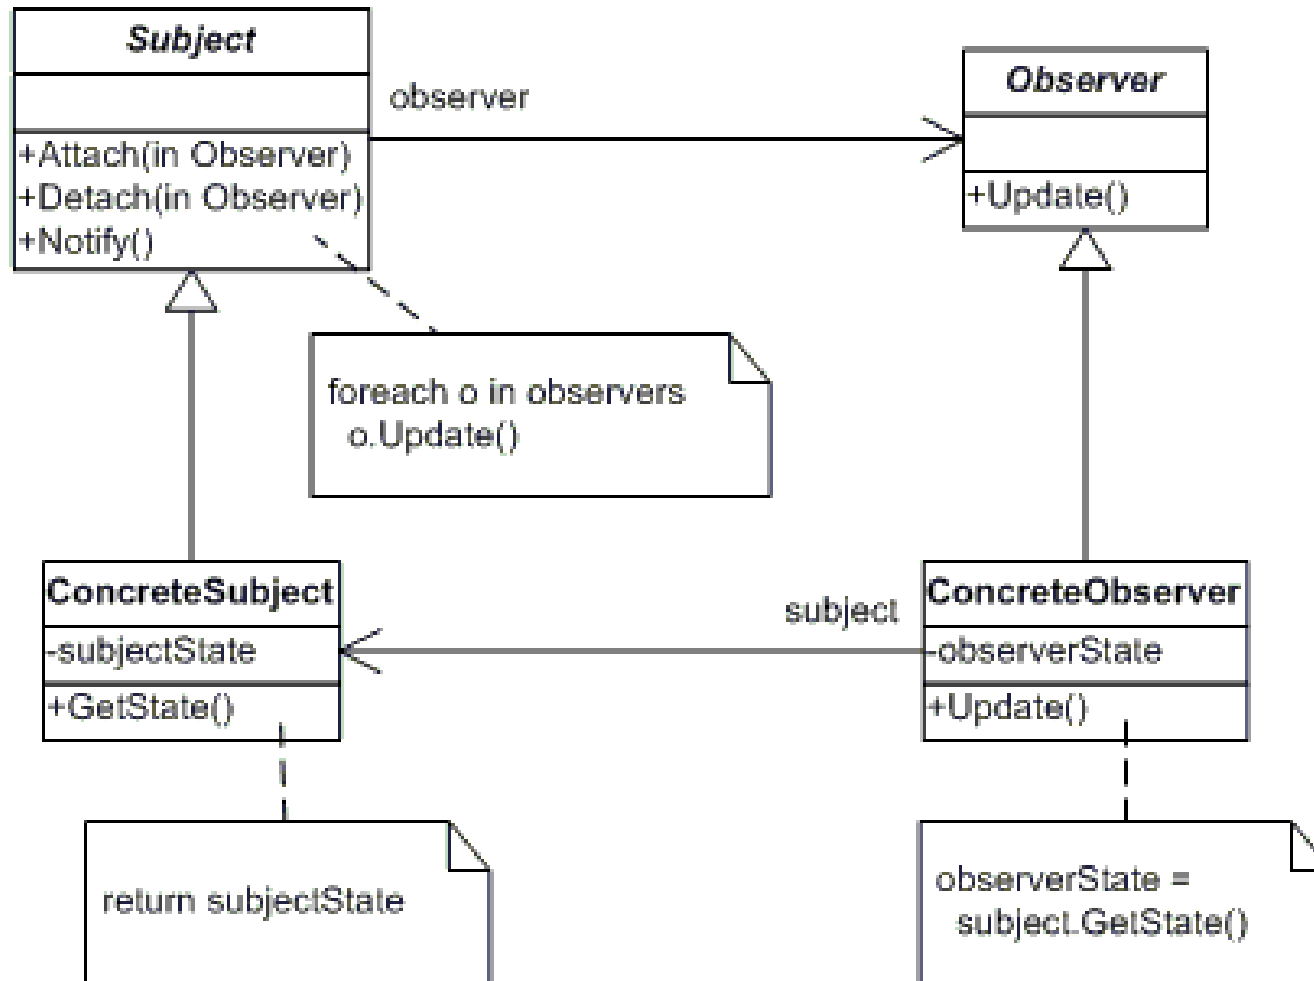 Subject
+Attach(in Observer)
+Detach(in Observer)
+Notify()
observer
Observer
+Update()
foreach o in observers
o.Update()
ConcreteSubject
-subjectState
+GetState()
subject
ConcreteObserver
-observerState
+Update()
return subjectState
observerState =
subject.GetState()